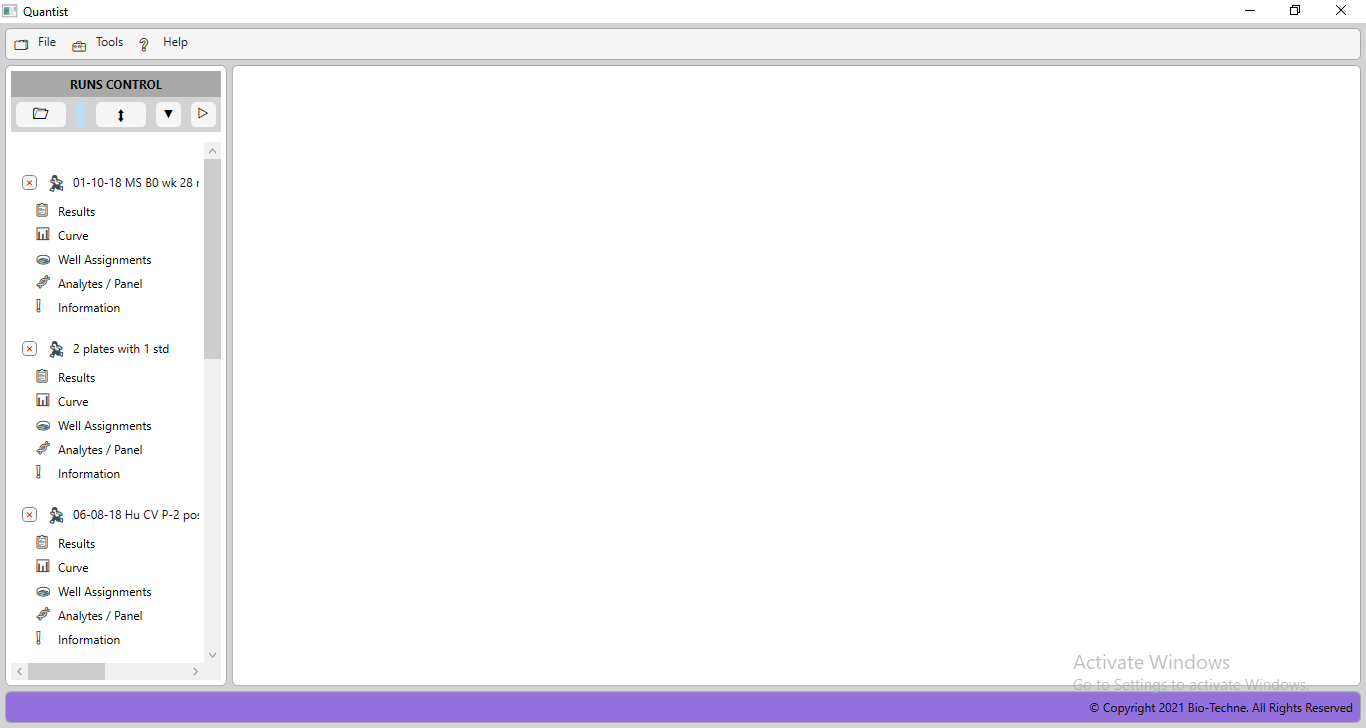 Quantist
File Tools Help
RUNS CONTROL
01-10-18 MS B0 wk 28
Results
Curve
Well Assignments
Analytes / Panel
Information
2 plates with 1 std
Results
Curve
Well Assignments
Analytes / Panel
Information
06-08-18 Hu CV P-2
Results
Curve
Well Assignments
Analytes / Panel
Information
Activate Windows
Go to Settings to activate Windows.
© Copyright 2021 Bio-Techne. All Rights Reserved